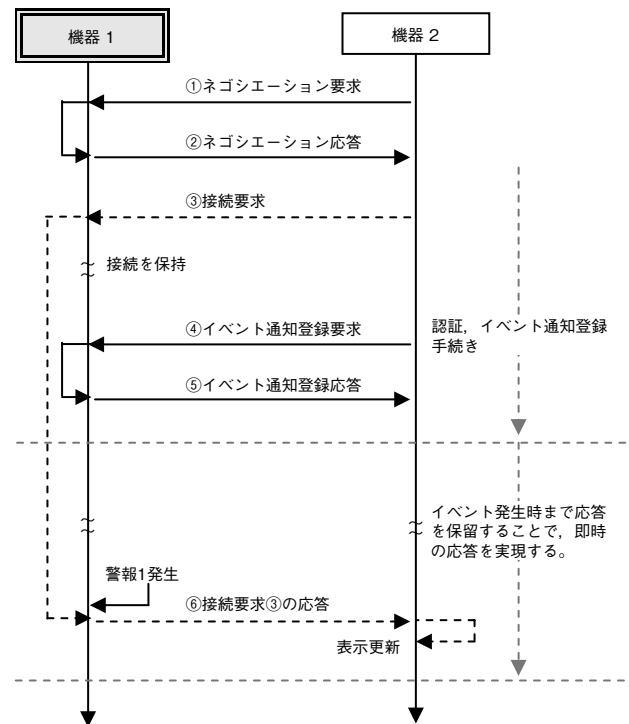 機器 1
機器 2
①ネゴシエーション要求
②ネゴシエーション応答
③接続要求
接続を保持
④イベント通知登録要求
認証，イベント通知登録
手続き
⑤イベント通知登録応答
イベント発生時まで応答
を保留することで，即時
の応答を実現する。
警報1発生
⑥接続要求③の応答
表示更新